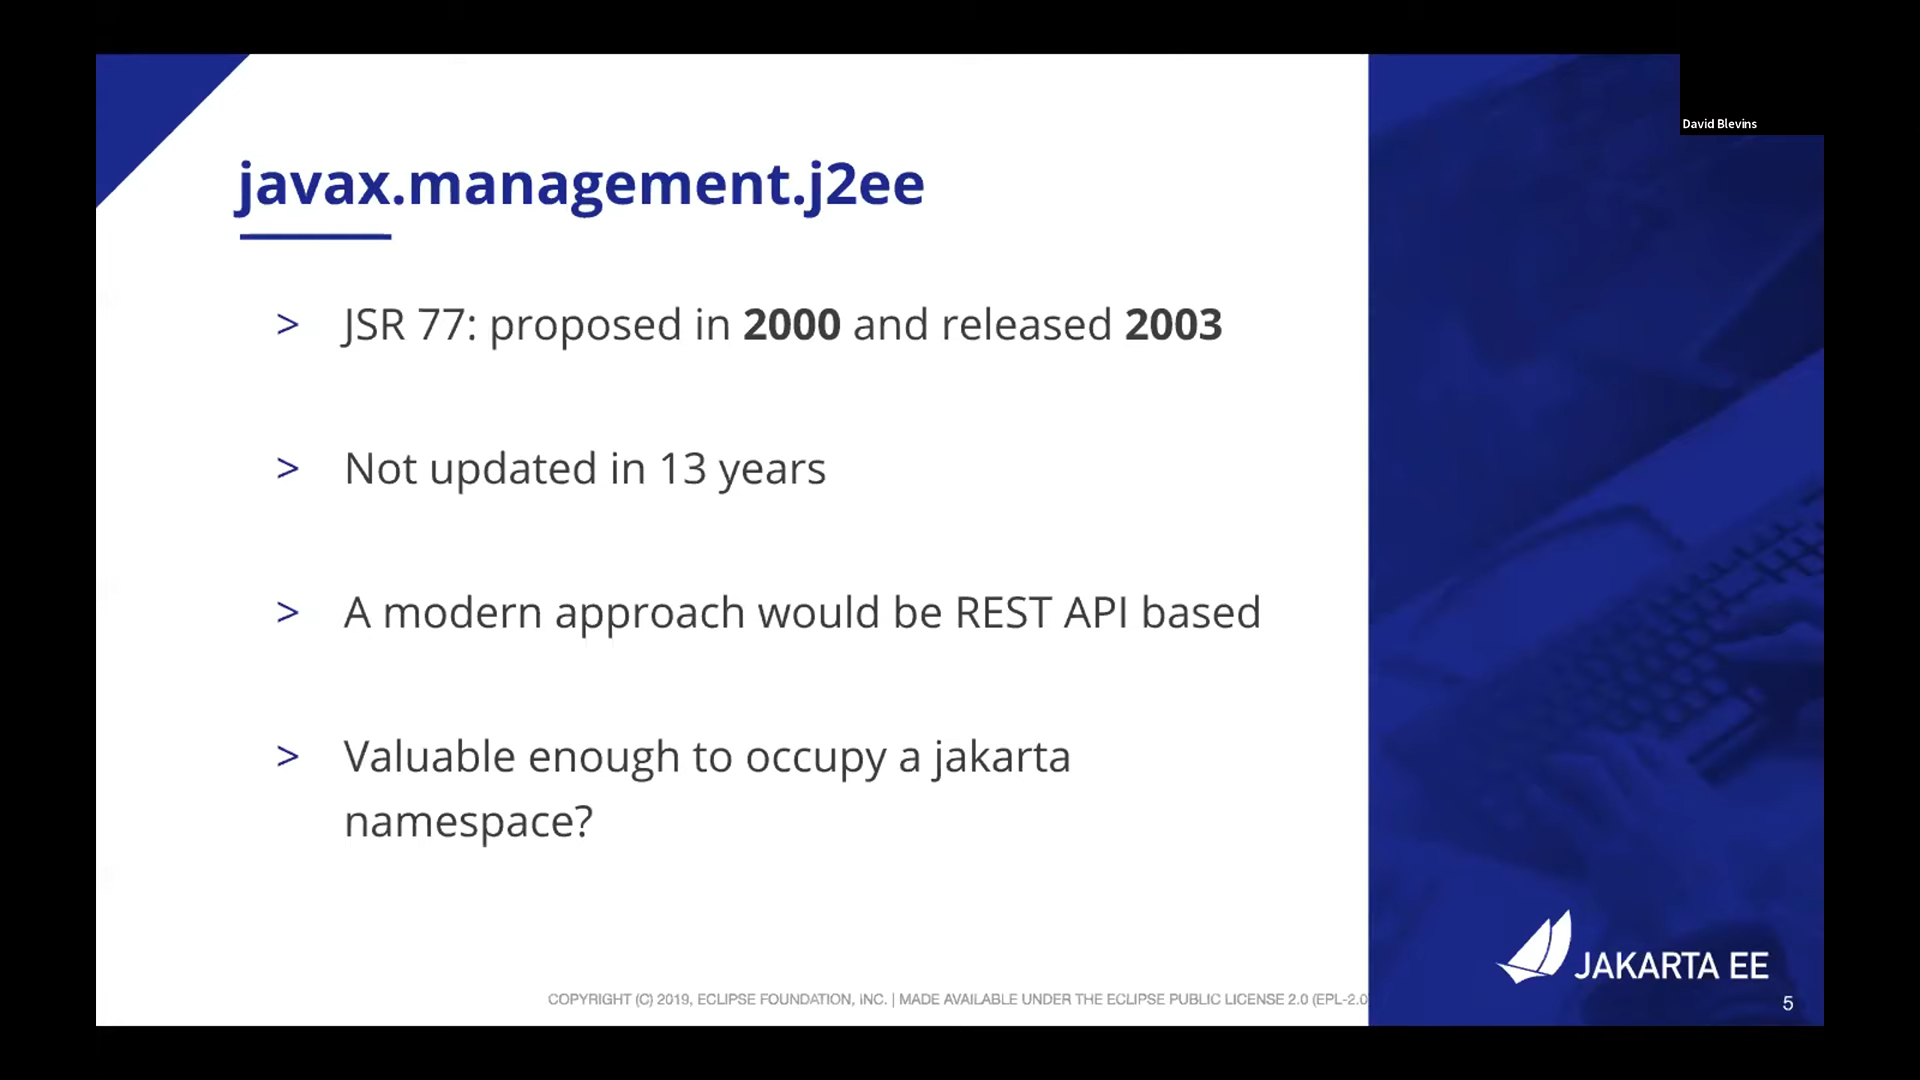 David Blevins
javax.management.j2ee
> JSR 77: proposed in 2000 and released 2003
> Not updated in 13 years
> A modern approach would be REST API based
> Valuable enough to occupy a jakarta
namespace?
JAKARTA EE
COPYRIGHT (C) 2019, ECLIPSE FOUNDATION, INC. | MADE AVAILABLE UNDER THE ECLIPSE PUBLIC LICENSE 2.0 (EPL-2.0
5